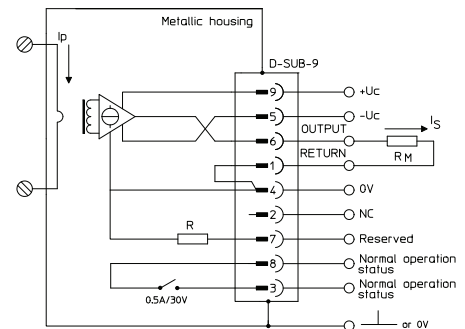 Metallic housing
Ip
D-SUB-9
9 +Uc
5 -Uc
OUTPUT
6
IS
RM
RETURN
1
4 0V
2 NC
R
7 Reserved
8 Normal operation
status
3 Normal operation
status
0.5A/30V
or 0V